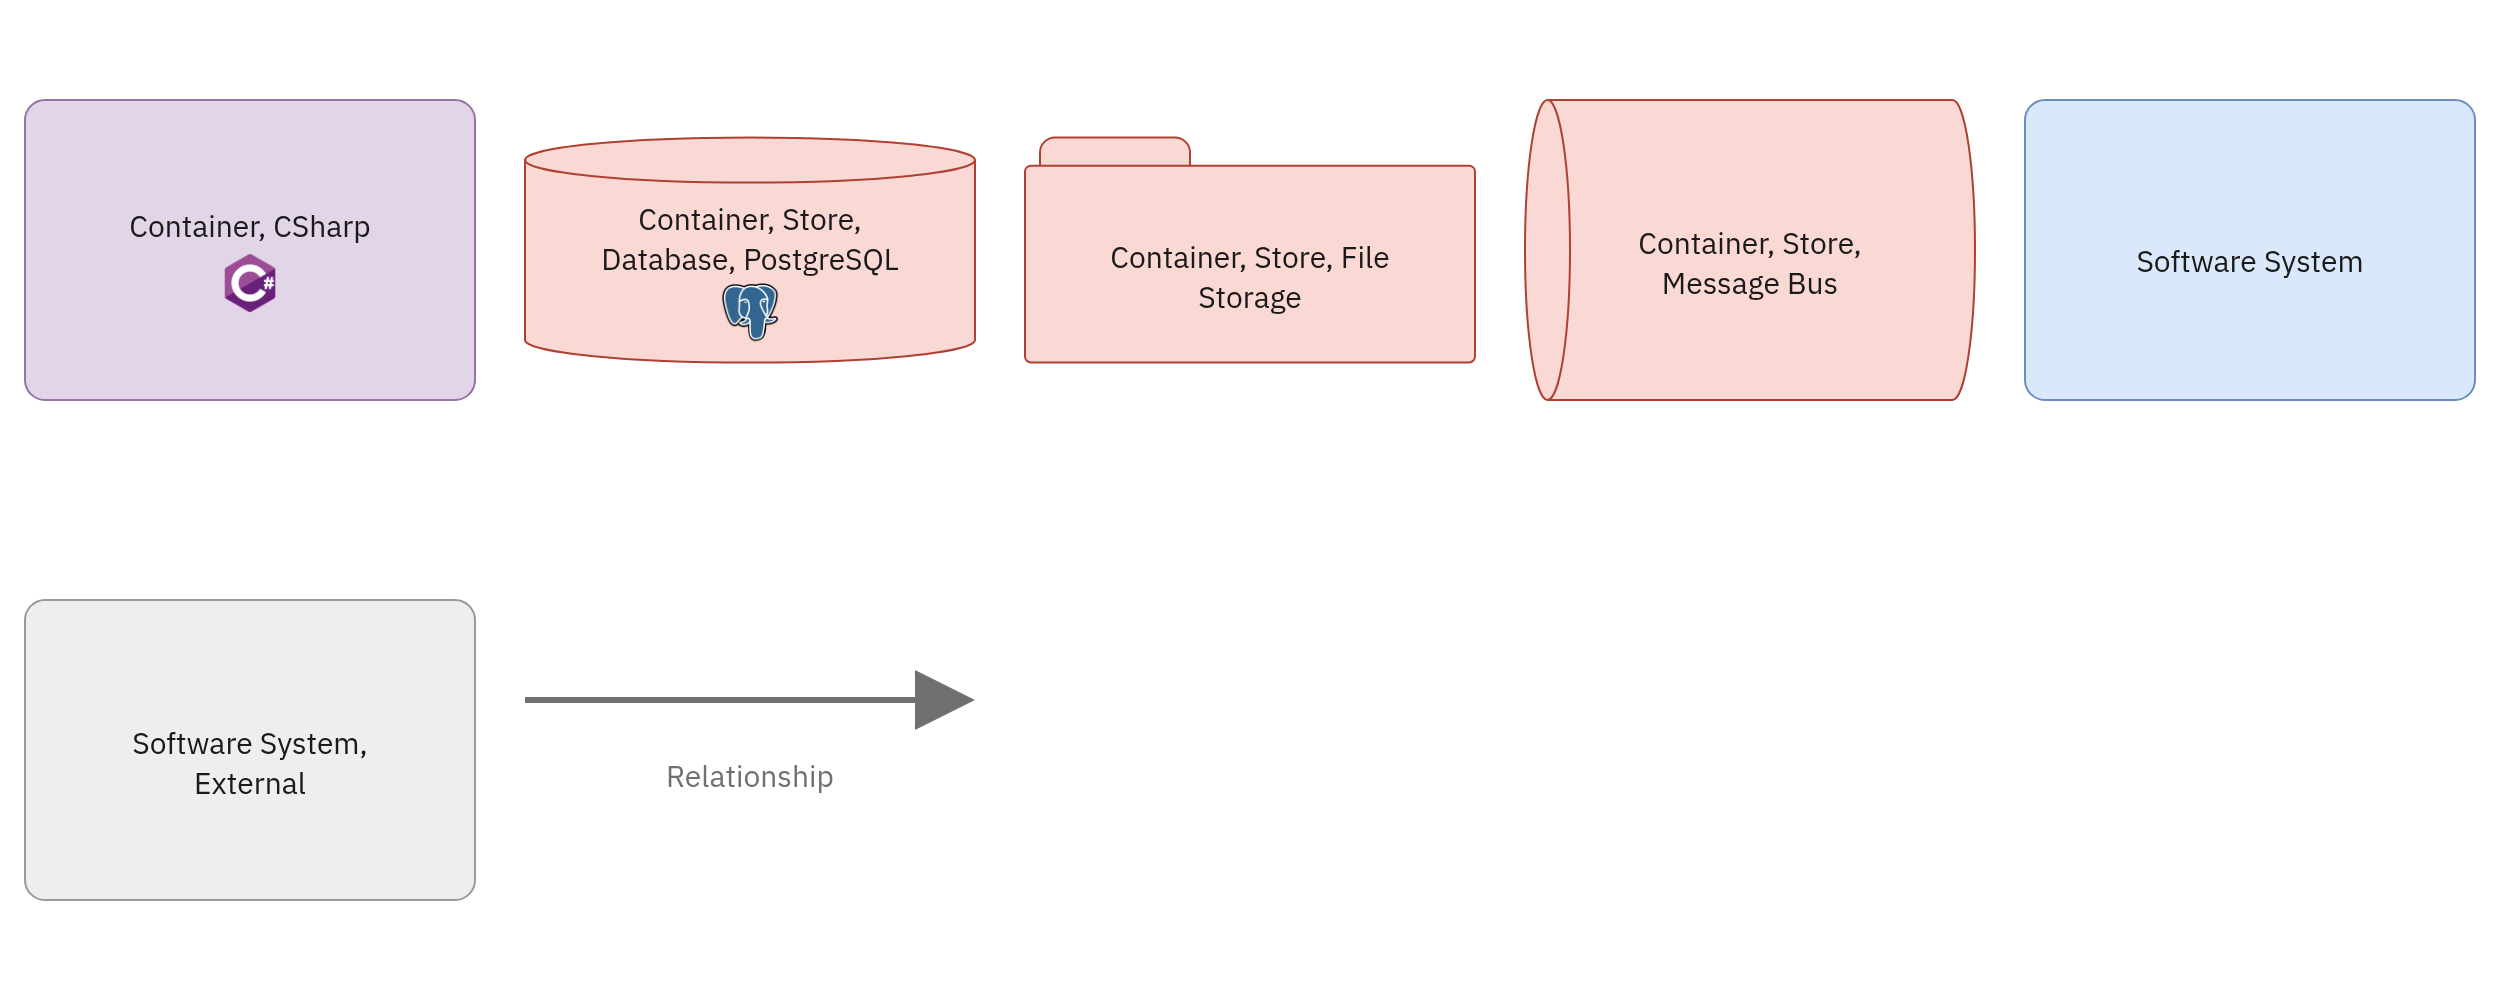 Container, CSharp
C#
Container, Store,
Database, PostgreSQL
Container, Store, File
Storage
Container, Store,
Message Bus
Software System
Software System,
External
Relationship